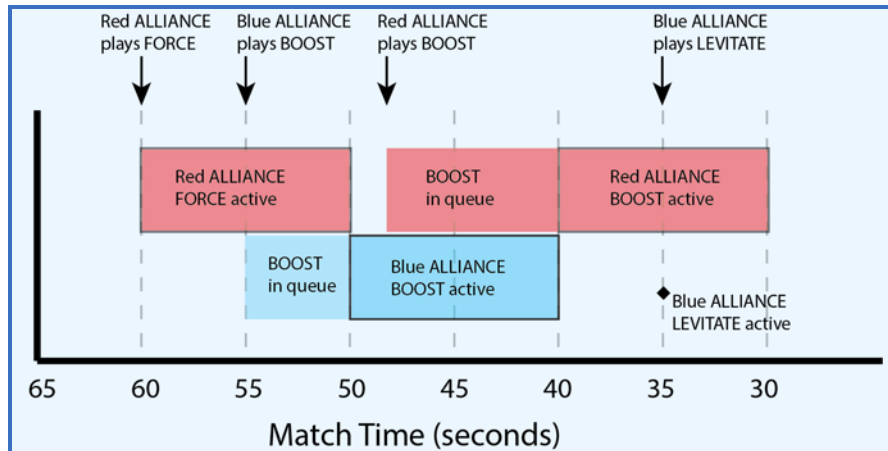 Red ALLIANCE
plays FORCE
Blue ALLIANCE
plays BOOST
Red ALLIANCE
plays BOOST
Blue ALLIANCE
plays LEVITATE
Red ALLIANCE
FORCE active
BOOST
in queue
Red ALLIANCE
BOOST active
BOOST
in queue
Blue ALLIANCE
BOOST active
Blue ALLIANCE
LEVITATE active
65 60 55 50 45 40 35 30
Match Time (seconds)